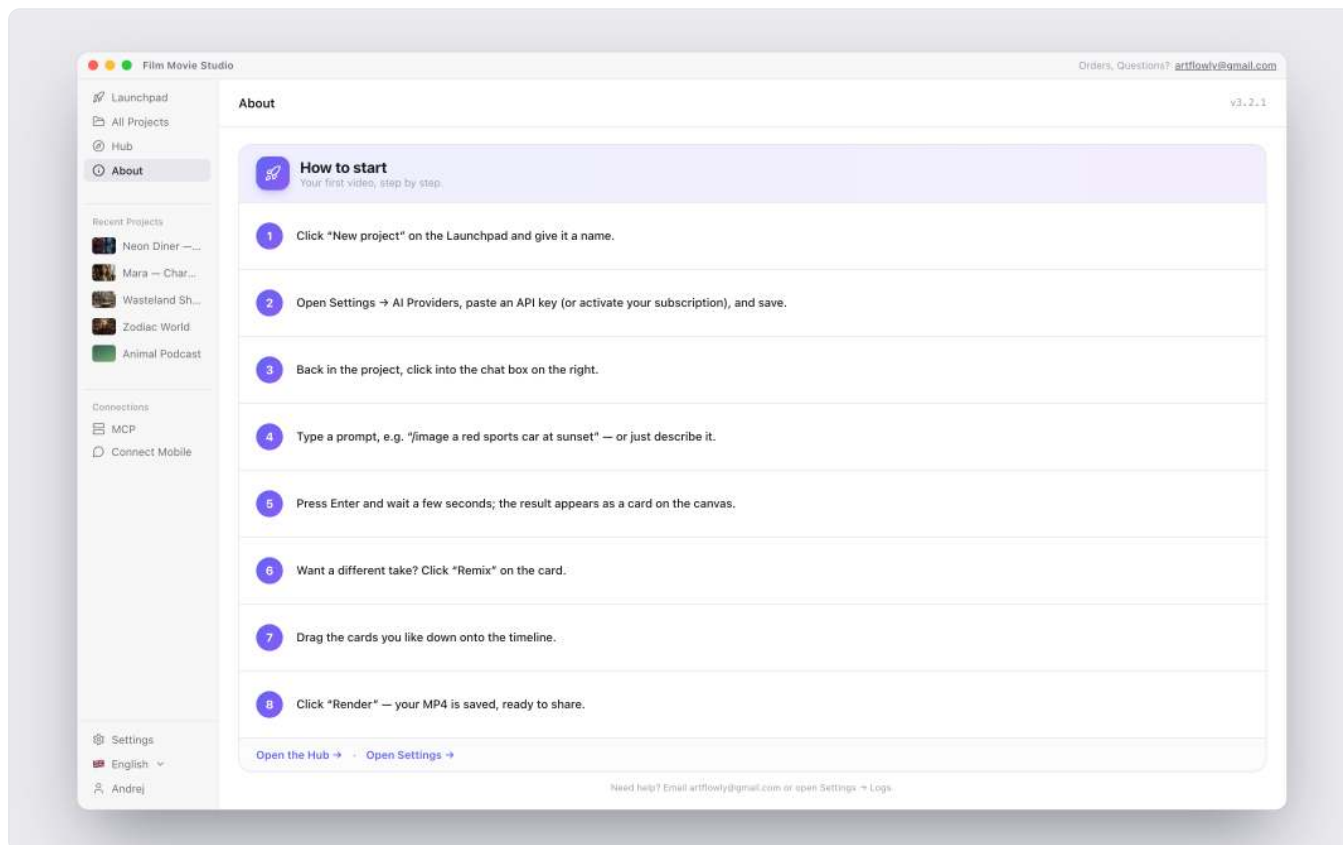 Film Movie Studio
Orders, Questions? artflowly@gmail.com
Launchpad
All Projects
Hub
About
Recent Projects
Neon Diner —...
Mara — Char...
Wasteland Sh...
Zodiac World
Animal Podcast
Connections
MCP
Connect Mobile
Settings
English
Andrej
About
v3.2.1
How to start
Your first video, step by step.
1 Click “New project” on the Launchpad and give it a name.
2 Open Settings → AI Providers, paste an API key (or activate your subscription), and save.
3 Back in the project, click into the chat box on the right.
4 Type a prompt, e.g. “/image a red sports car at sunset” — or just describe it.
5 Press Enter and wait a few seconds; the result appears as a card on the canvas.
6 Want a different take? Click “Remix” on the card.
7 Drag the cards you like down onto the timeline.
8 Click “Render” — your MP4 is saved, ready to share.
Open the Hub → · Open Settings →
Need help? Email artflowly@gmail.com or open Settings → Logs.